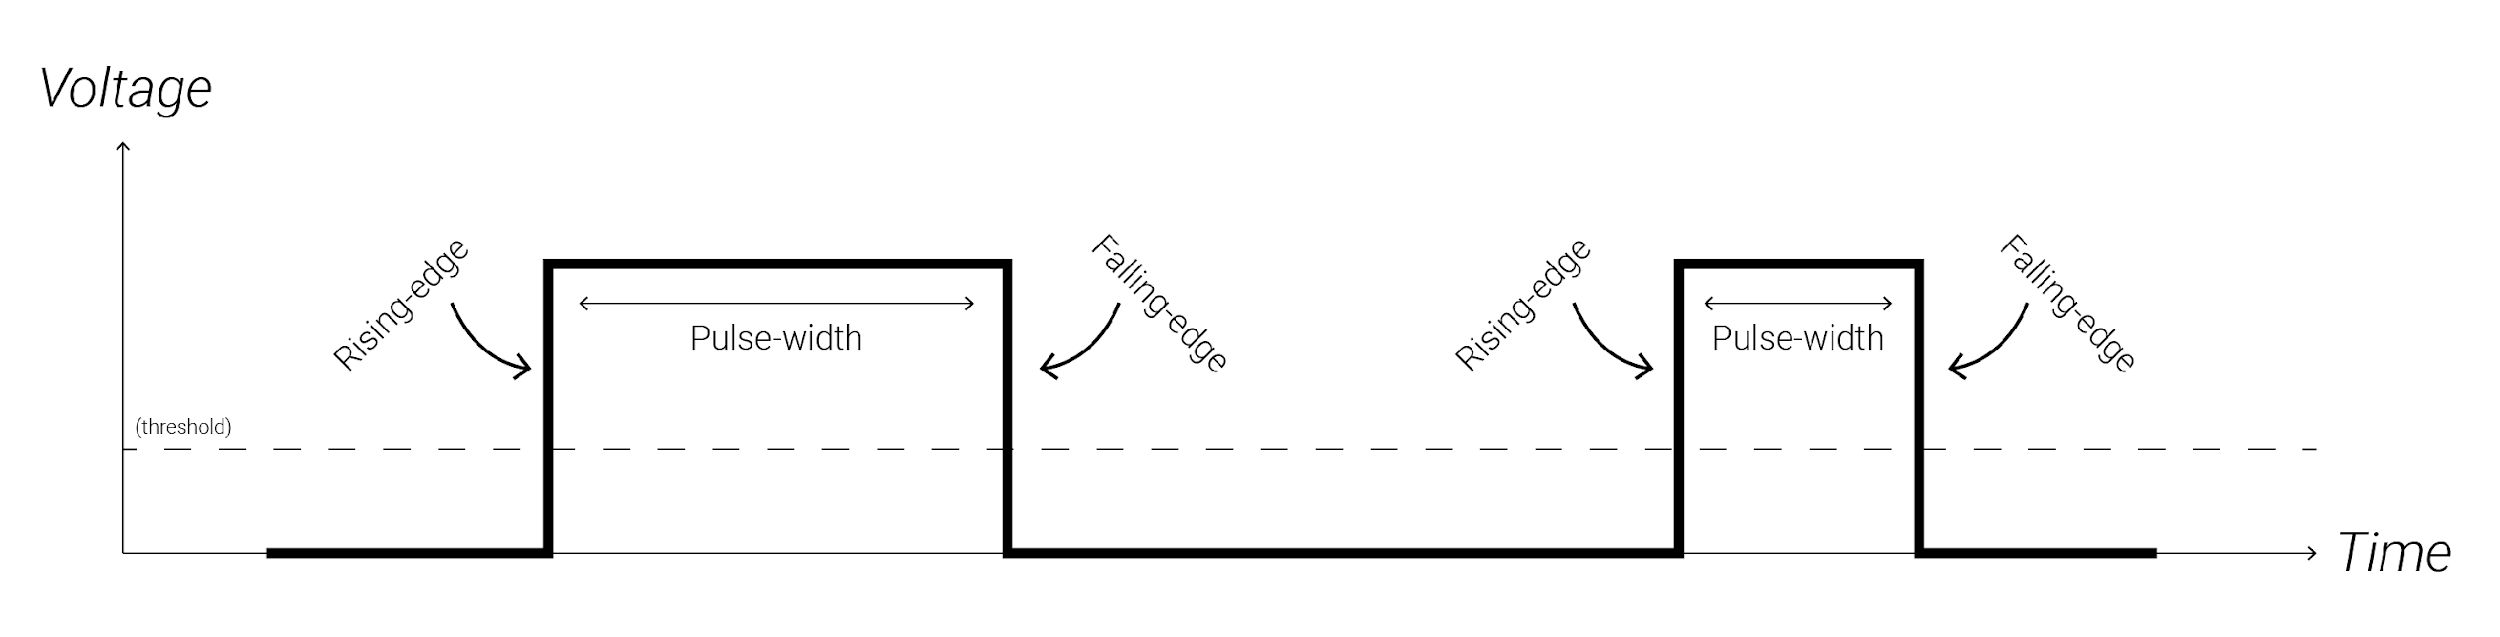 Voltage
Rising-edge
Falling-edge
Rising-edge
Falling-edge
Pulse-width
Pulse-width
(threshold)
Time